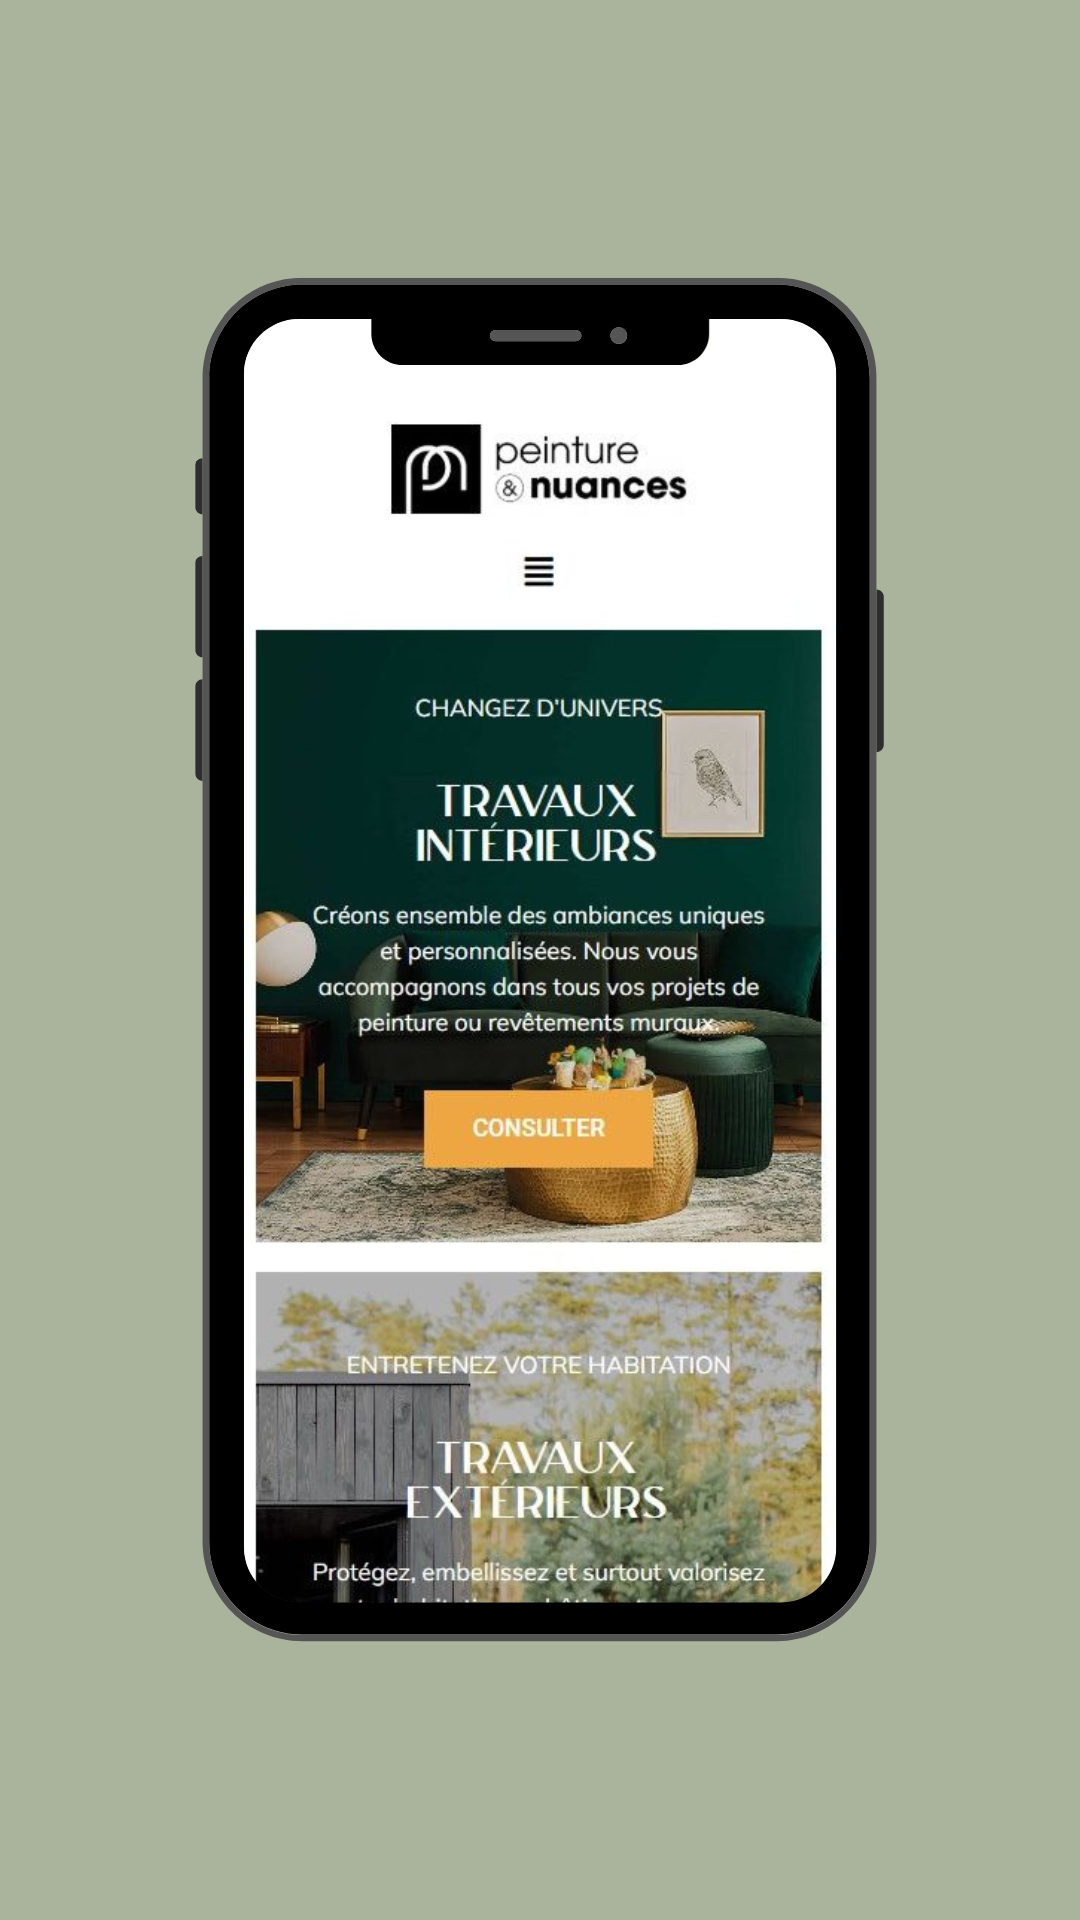 peinture
& nuances
CHANGEZ D'UNIVERS
TRAVAUX
INTÉRIEURS
Créons ensemble des ambiances uniques
et personnalisées. Nous vous
accompagnons dans tous vos projets de
peinture ou revêtements muraux.
CONSULTER
ENTRETENEZ VOTRE HABITATION
TRAVAUX
EXTÉRIEURS
Protégez, embellissez et surtout valorisez